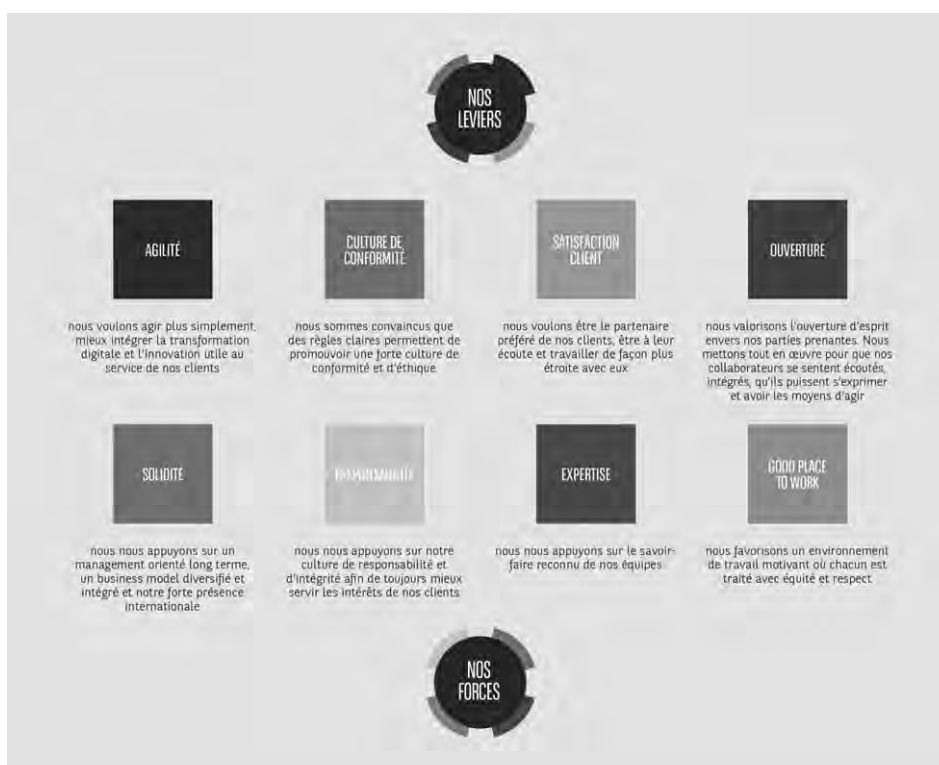 NOS
LEVIERS
AGILITÉ
nous voulons agir plus simplement,
mieux intégrer la transformation
digitale et l'innovation utile au
service de nos clients
CULTURE DE
CONFORMITÉ
nous sommes convaincus que
des règles claires permettent de
promouvoir une forte culture de
conformité et d'éthique
SATISFACTION
CLIENT
nous voulons être le partenaire
préféré de nos clients, être à leur
écoute et travailler de façon plus
étroite avec eux
OUVERTURE
nous valorisons l'ouverture d'esprit
envers nos parties prenantes. Nous
mettons tout en œuvre pour que nos
collaborateurs se sentent écoutés,
intégrés, qu'ils puissent s'exprimer
et avoir les moyens d'agir
SOLIDITÉ
nous nous appuyons sur un
management orienté long terme,
un business model diversifié et
intégré et notre forte présence
internationale
RESPONSABILITÉ
nous nous appuyons sur notre
culture de responsabilité et
d'intégrité afin de toujours mieux
servir les intérêts de nos clients
EXPERTISE
nous nous appuyons sur le savoir-
faire reconnu de nos équipes
GOOD PLACE
TO WORK
nous favorisons un environnement
de travail motivant où chacun est
traité avec équité et respect
NOS
FORCES